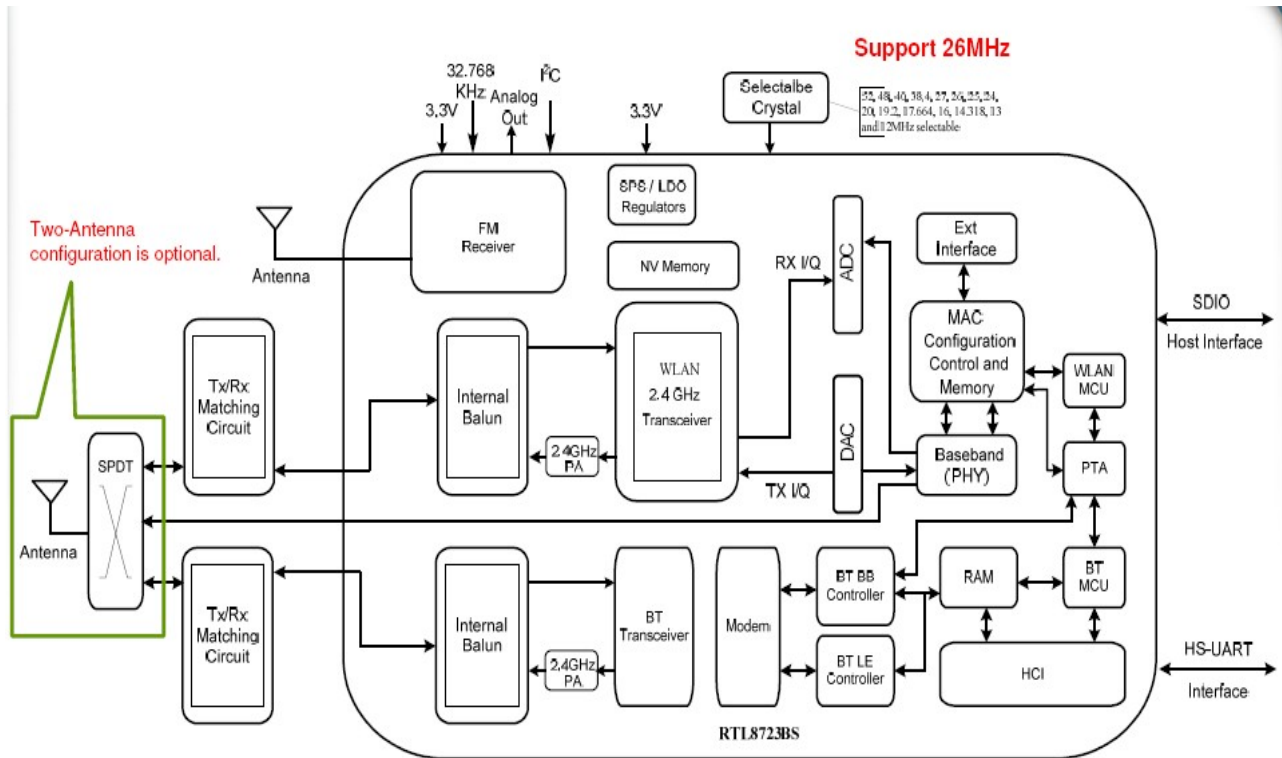 Support 26MHz
32.768
KHz
I²C
Analog
Out
3.3V
3.3V
Selectalbe
Crystal
52, 48, 40, 38.4, 27, 26, 25, 24,
20, 19.2, 17.664, 16, 14.318, 13
and 12MHz selectable
Two-Antenna
configuration is optional.
Antenna
FM
Receiver
SPS / LDO
Regulators
NV Memory
RX I/Q
ADC
Ext
Interface
SDIO
Host Interface
Tx/Rx
Matching
Circuit
Internal
Balun
2.4GHz
PA
WLAN
2.4 GHz
Transceiver
DAC
TX I/Q
MAC
Configuration
Control and
Memory
WLAN
MCU
Baseband
(PHY)
PTA
SPDT
Antenna
Tx/Rx
Matching
Circuit
Internal
Balun
2.4GHz
PA
BT
Transceiver
Modem
BT BB
Controller
BT LE
Controller
RAM
BT
MCU
HCI
HS-UART
Interface
RTL8723BS